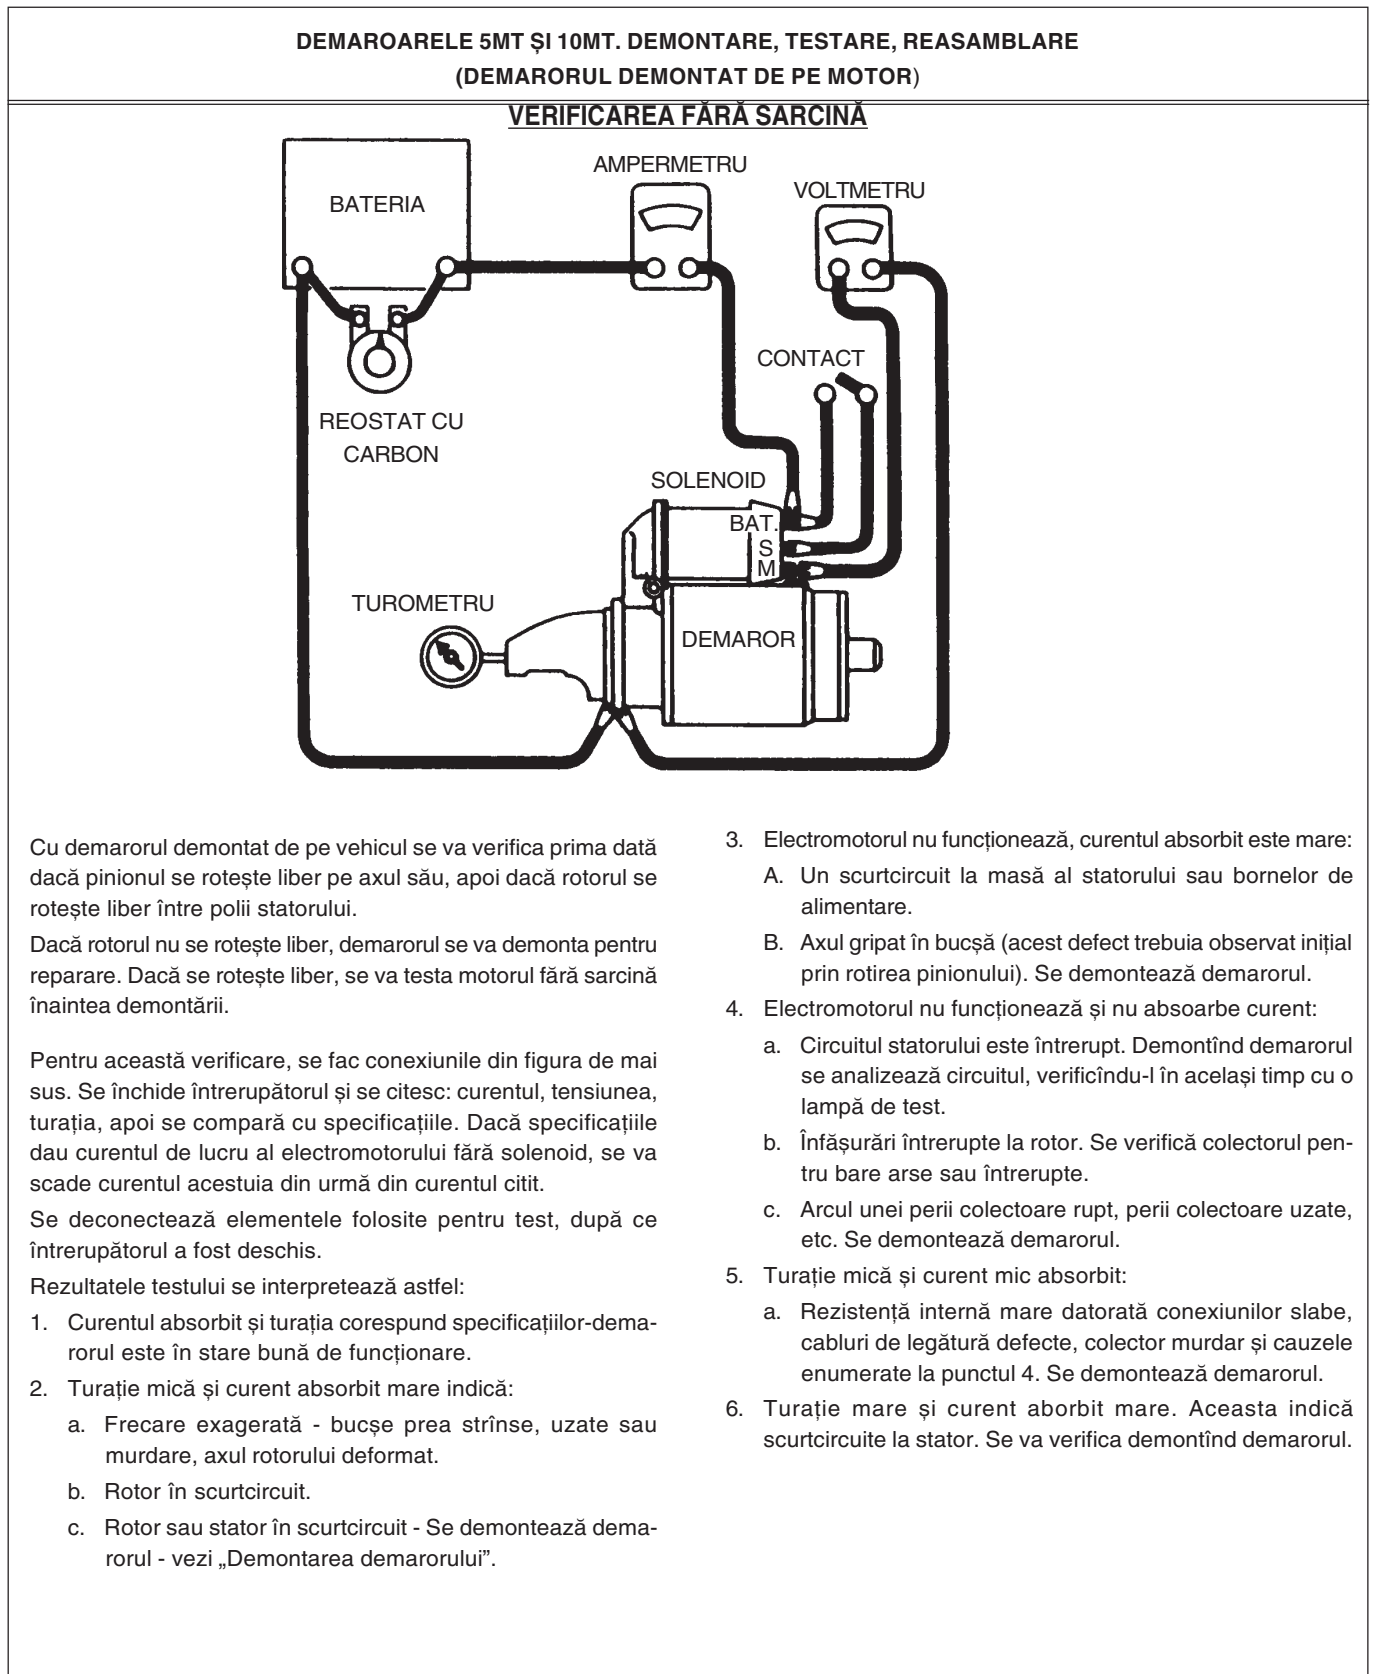 DEMAROARELE 5MT ȘI 10MT. DEMONTARE, TESTARE, REASAMBLARE
(DEMARORUL DEMONTAT DE PE MOTOR)
VERIFICAREA FĂRĂ SARCINĂ
BATERIA
AMPERMETRU
VOLTMETRU
CONTACT
REOSTAT CU
CARBON
SOLENOID
BAT.
S
M
TUROMETRU
DEMAROR
Cu demarorul demontat de pe vehicul se va verifica prima dată
dacă pinionul se rotește liber pe axul său, apoi dacă rotorul se
rotește liber între polii statorului.
Dacă rotorul nu se rotește liber, demarorul se va demonta pentru
reparare. Dacă se rotește liber, se va testa motorul fără sarcină
înaintea demontării.
Pentru această verificare, se fac conexiunile din figura de mai
sus. Se închide întrerupătorul și se citesc: curentul, tensiunea,
turația, apoi se compară cu specificațiile. Dacă specificațiile
dau curentul de lucru al electromotorului fără solenoid, se va
scade curentul acestuia din urmă din curentul citit.
Se deconectează elementele folosite pentru test, după ce
întrerupătorul a fost deschis.
Rezultatele testului se interpretează astfel:
1. Curentul absorbit și turația corespund specificațiilor-dema-
rorul este în stare bună de funcționare.
2. Turație mică și curent absorbit mare indică:
a. Frecare exagerată - bucșe prea strînse, uzate sau
murdare, axul rotorului deformat.
b. Rotor în scurtcircuit.
c. Rotor sau stator în scurtcircuit - Se demontează dema-
rorul - vezi „Demontarea demarorului”.
3. Electromotorul nu funcționează, curentul absorbit este mare:
A. Un scurtcircuit la masă al statorului sau bornelor de
alimentare.
B. Axul gripat în bucșă (acest defect trebuia observat inițial
prin rotirea pinionului). Se demontează demarorul.
4. Electromotorul nu funcționează și nu absoarbe curent:
a. Circuitul statorului este întrerupt. Demontînd demarorul
se analizează circuitul, verificîndu-l în același timp cu o
lampă de test.
b. Înfășurări întrerupte la rotor. Se verifică colectorul pen-
tru bare arse sau întrerupte.
c. Arcul unei perii colectoare rupt, perii colectoare uzate,
etc. Se demontează demarorul.
5. Turație mică și curent mic absorbit:
a. Rezistență internă mare datorată conexiunilor slabe,
cabluri de legătură defecte, colector murdar și cauzele
enumerate la punctul 4. Se demontează demarorul.
6. Turație mare și curent aborbit mare. Aceasta indică
scurtcircuite la stator. Se va verifica demontînd demarorul.